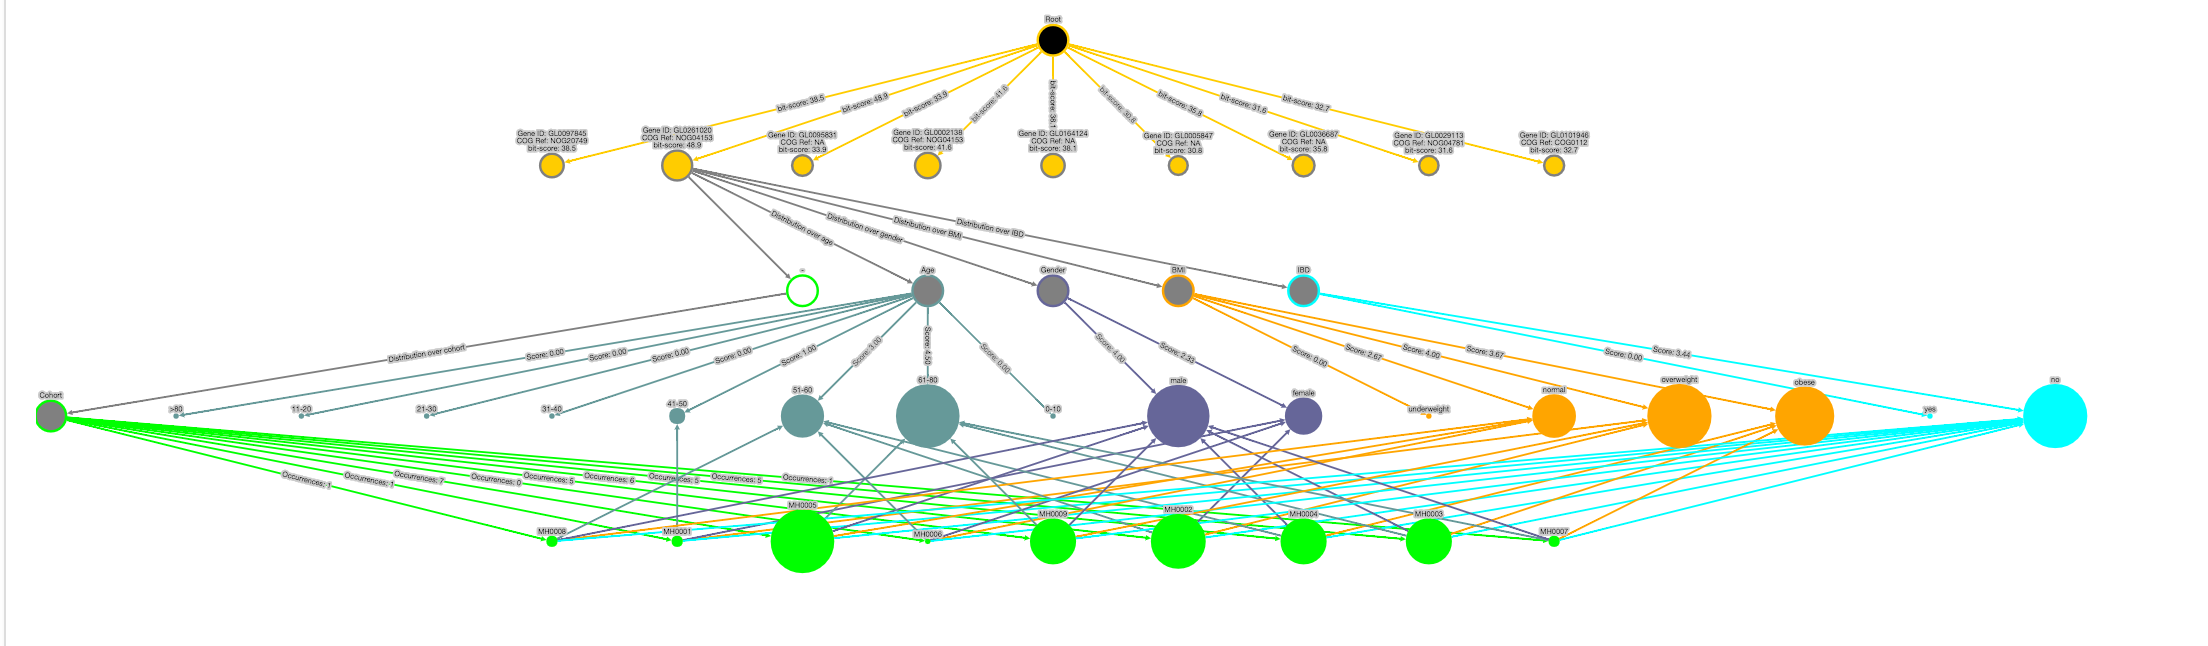 Root
bit-score: 38.5
bit-score: 48.9
bit-score: 33.9
bit-score: 41.6
bit-score: 38.1
bit-score: 30.8
bit-score: 35.8
bit-score: 31.6
bit-score: 32.7
Gene ID: GL0097845
COG Ref: NOG20749
bit-score: 38.5
Gene ID: GL0261020
COG Ref: NOG04153
bit-score: 48.9
Gene ID: GL0095831
COG Ref: NA
bit-score: 33.9
Gene ID: GL0002138
COG Ref: NOG04153
bit-score: 41.6
Gene ID: GL0164124
COG Ref: NA
bit-score: 38.1
Gene ID: GL0005847
COG Ref: NA
bit-score: 30.8
Gene ID: GL0036687
COG Ref: NA
bit-score: 35.8
Gene ID: GL0029113
COG Ref: NOG04781
bit-score: 31.6
Gene ID: GL0101946
COG Ref: COG0112
bit-score: 32.7
Distribution over age
Distribution over gender
Distribution over BMI
Distribution over IBD
-
Age
Gender
BMI
IBD
Distribution over cohort
Score: 0.00
Score: 0.00
Score: 0.00
Score: 0.00
Score: 1.00
Score: 3.00
Score: 4.50
Score: 0.00
Score: 4.00
Score: 2.33
Score: 0.00
Score: 2.67
Score: 4.00
Score: 3.67
Score: 0.00
Score: 3.44
Cohort
>80
11-20
21-30
31-40
41-50
51-60
61-80
0-10
male
female
underweight
normal
overweight
obese
yes
no
Occurrences: 1
Occurrences: 1
Occurrences: 7
Occurrences: 0
Occurrences: 5
Occurrences: 6
Occurrences: 5
Occurrences: 5
Occurrences: 1
MH0008
MH0001
MH0005
MH0006
MH0009
MH0002
MH0004
MH0003
MH0007